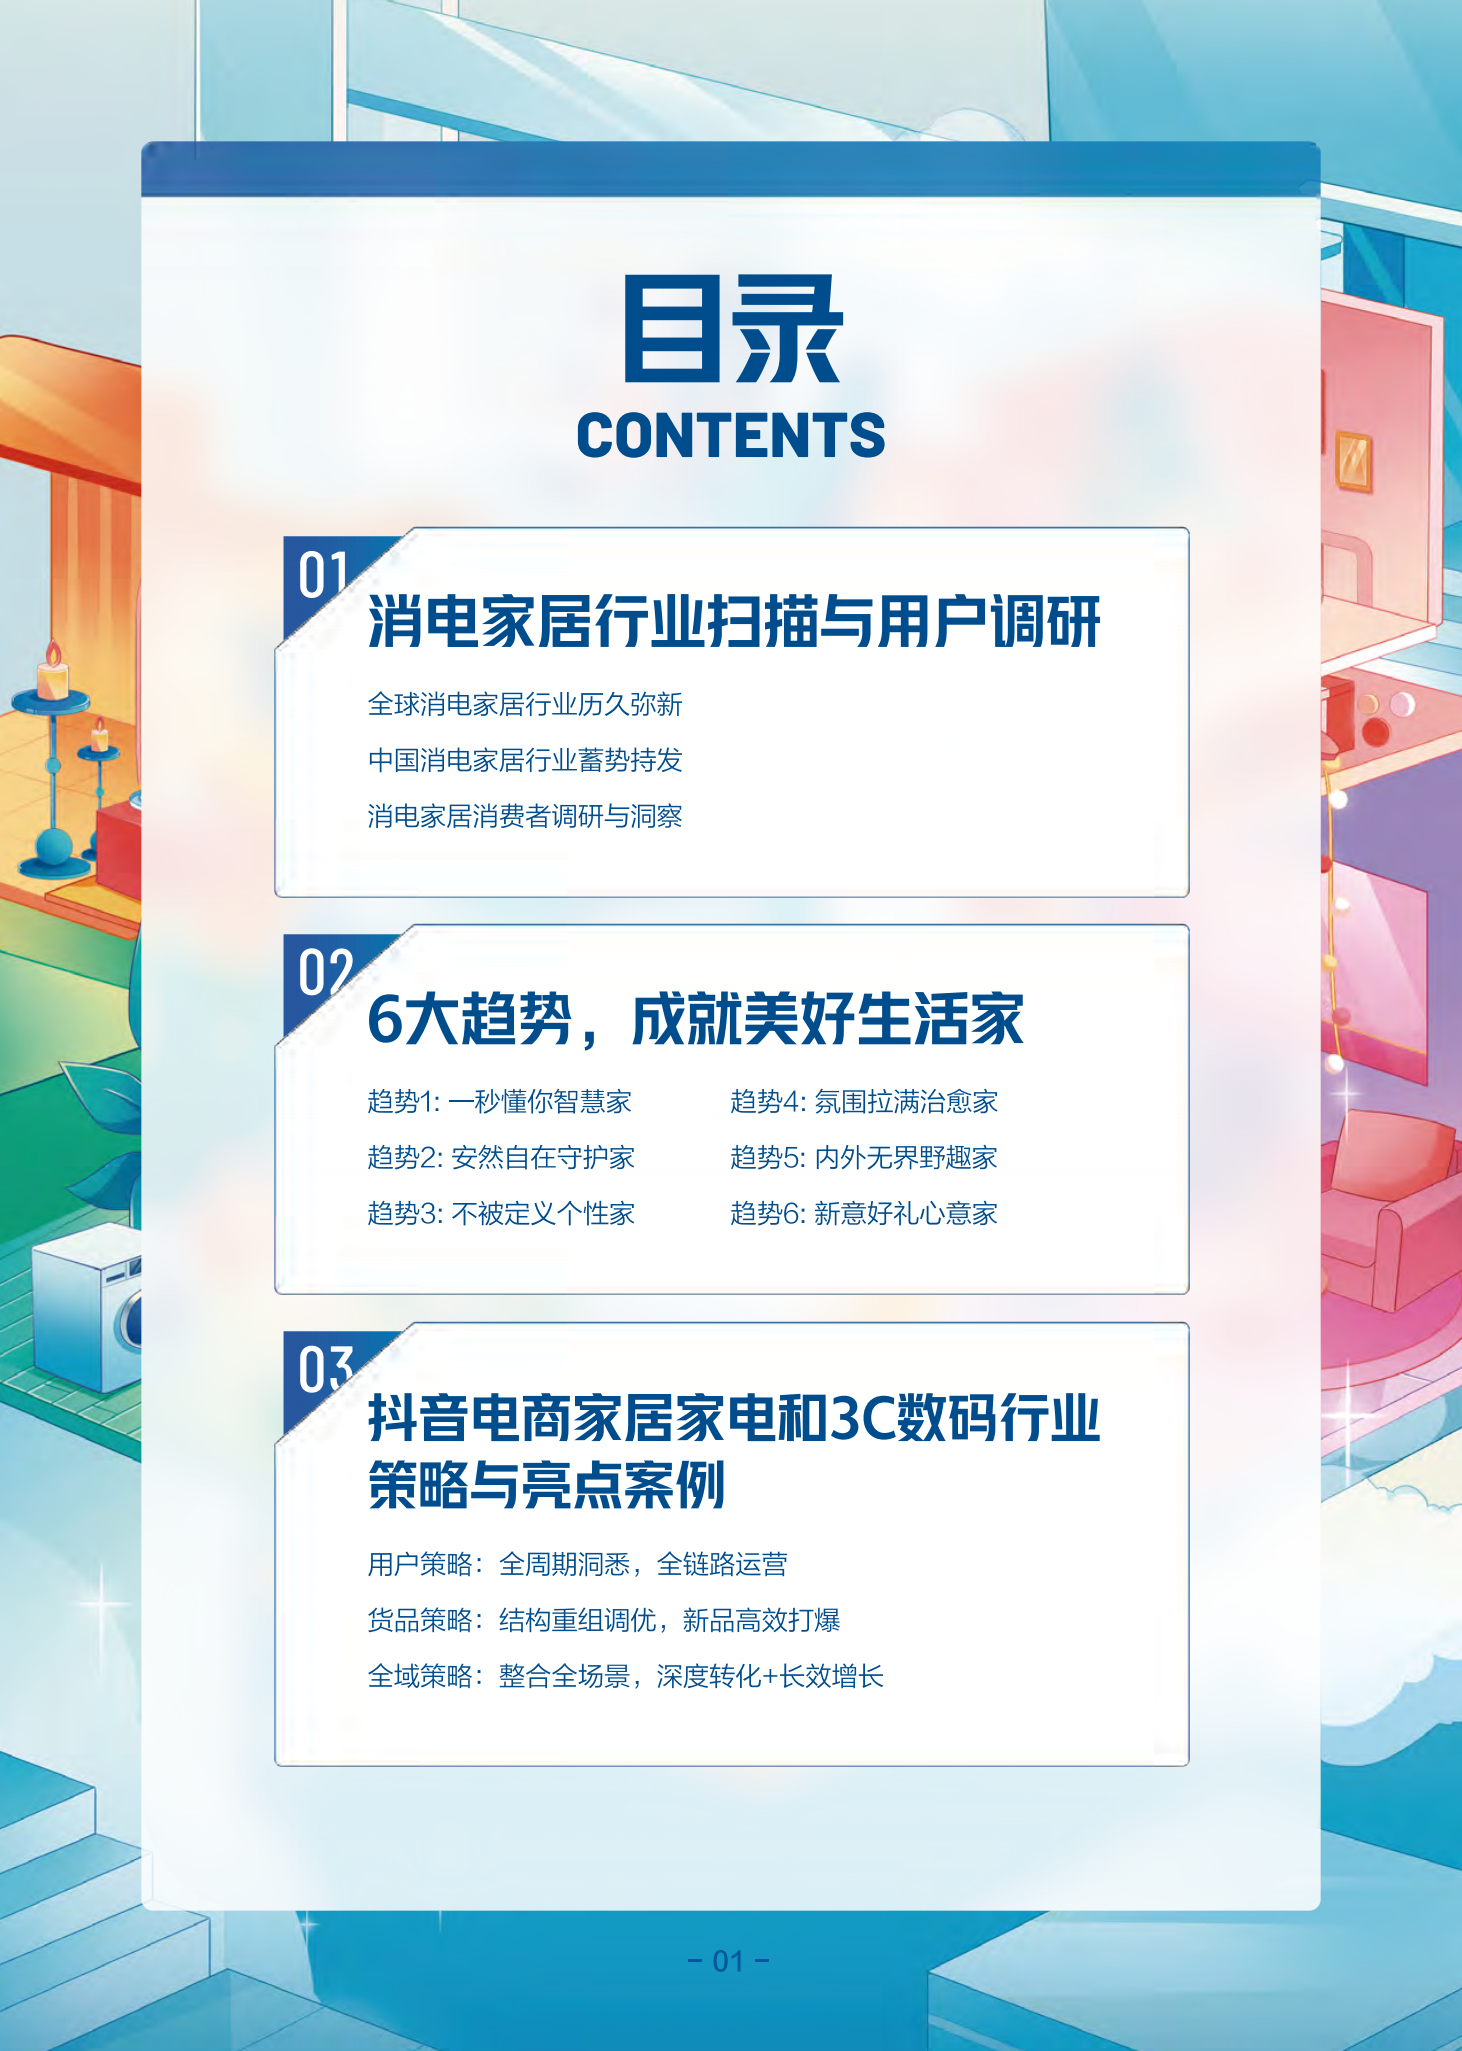 目录
CONTENTS
01
消电家居行业扫描与用户调研
全球消电家居行业历久弥新
中国消电家居行业蓄势持发
消电家居消费者调研与洞察
02
6大趋势，成就美好生活家
趋势1: 一秒懂你智慧家
趋势2: 安然自在守护家
趋势3: 不被定义个性家
趋势4: 氛围拉满治愈家
趋势5: 内外无界野趣家
趋势6: 新意好礼心意家
03
抖音电商家居家电和3C数码行业
策略与亮点案例
用户策略：全周期洞悉，全链路运营
货品策略：结构重组调优，新品高效打爆
全域策略：整合全场景，深度转化+长效增长
- 01 -